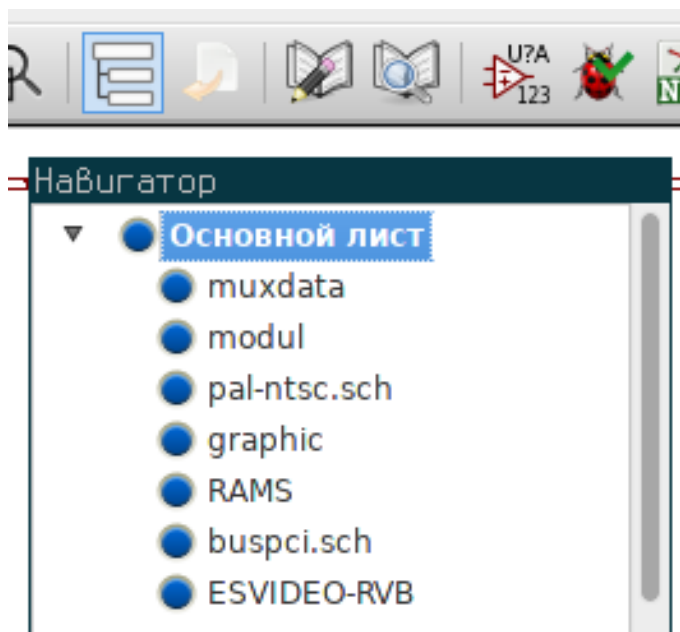 U?A
123
N
Навигатор
Основной лист
muxdata
modul
pal-ntsc.sch
graphic
RAMS
buspci.sch
ESVIDEO-RVB